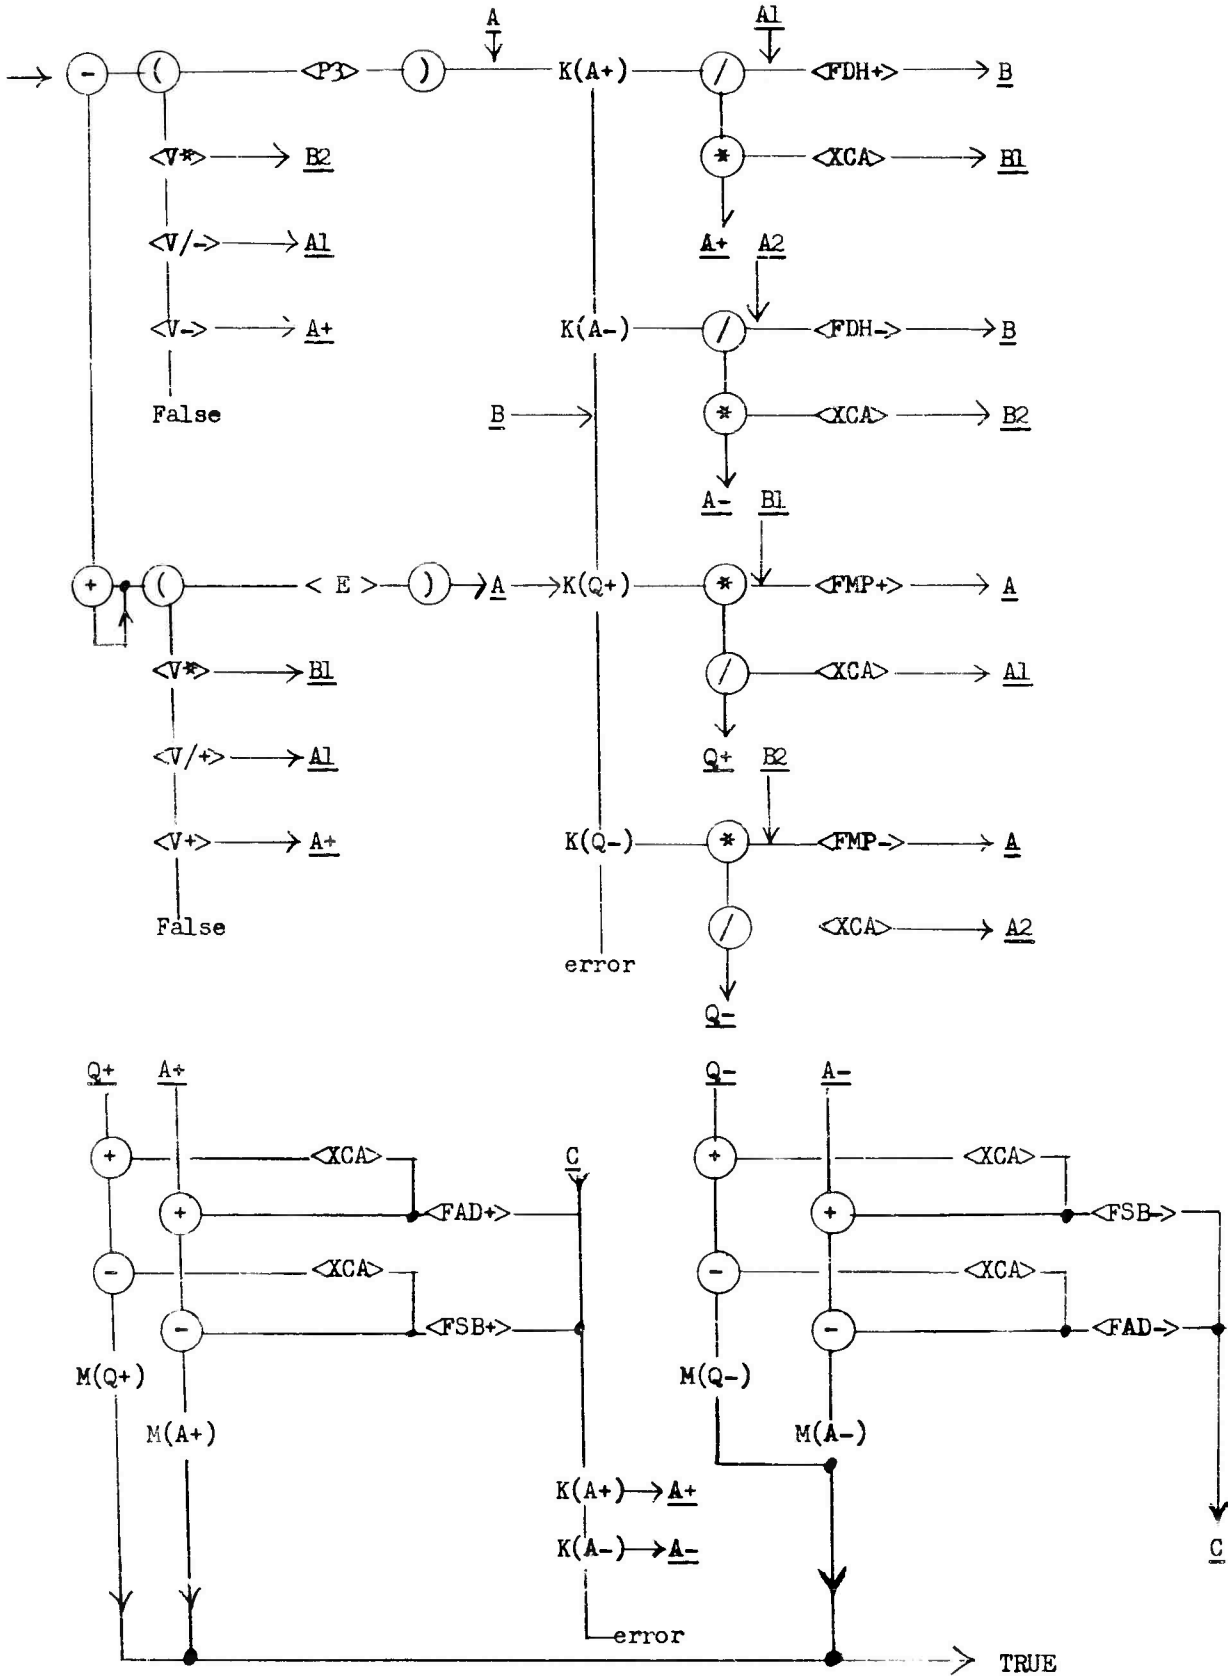 A A1
- ( <P3> ) K(A+) / <FDH+> B
<V*> B2 * <XCA> B1
<V/-> A1 A+ A2
<V-> A+ K(A-) / <FDH-> B
False B * <XCA> B2
A- B1
+ ( < E > ) A K(Q+) * <FMP+> A
<V*> B1 / <XCA> A1
<V/+> A1 Q+ B2
<V+> A+ K(Q-) * <FMP-> A
False / <XCA> A2
error
Q-
Q+ A+ Q- A-
+ <XCA> C + <XCA>
+ <FAD+> + <FSB->
- <XCA> - <XCA>
- <FSB+> - <FAD->
M(Q+) M(Q-)
M(A+) M(A-)
K(A+) A+
K(A-) A- C
error
TRUE